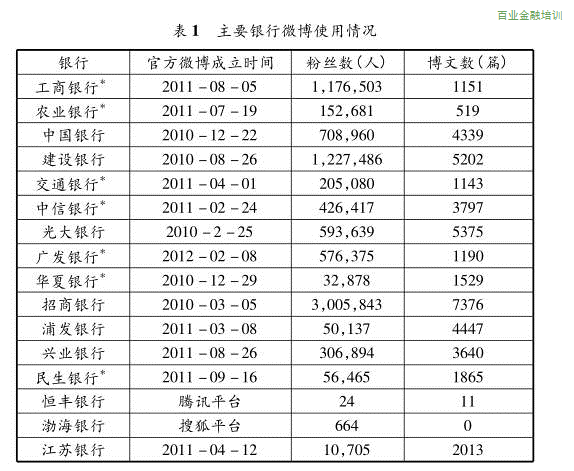 百业金融培训
表1 主要银行微博使用情况
银行 官方微博成立时间 粉丝数(人) 博文数(篇)
工商银行* 2011-08-05 1,176,503 1151
农业银行* 2011-07-19 152,681 519
中国银行 2010-12-22 708,960 4339
建设银行 2010-08-26 1,227,486 5202
交通银行* 2011-04-01 205,080 1143
中信银行* 2011-02-24 426,417 3797
光大银行 2010-2-25 593,639 5375
广发银行* 2012-02-08 576,375 1190
华夏银行* 2010-12-29 32,878 1529
招商银行 2010-03-05 3,005,843 7376
浦发银行 2011-03-08 50,137 4447
兴业银行 2011-08-26 306,894 3640
民生银行* 2011-09-16 56,465 1865
恒丰银行 腾讯平台 24 11
渤海银行 搜狐平台 664 0
江苏银行 2011-04-12 10,705 2013